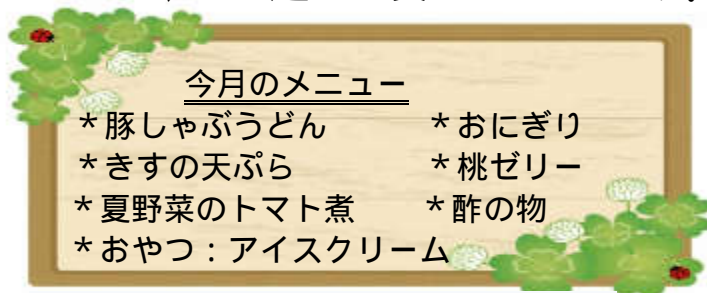 今月のメニュー
*豚しゃぶうどん *おにぎり
*きすの天ぷら *桃ゼリー
*夏野菜のトマト煮 *酢の物
*おやつ:アイスクリーム